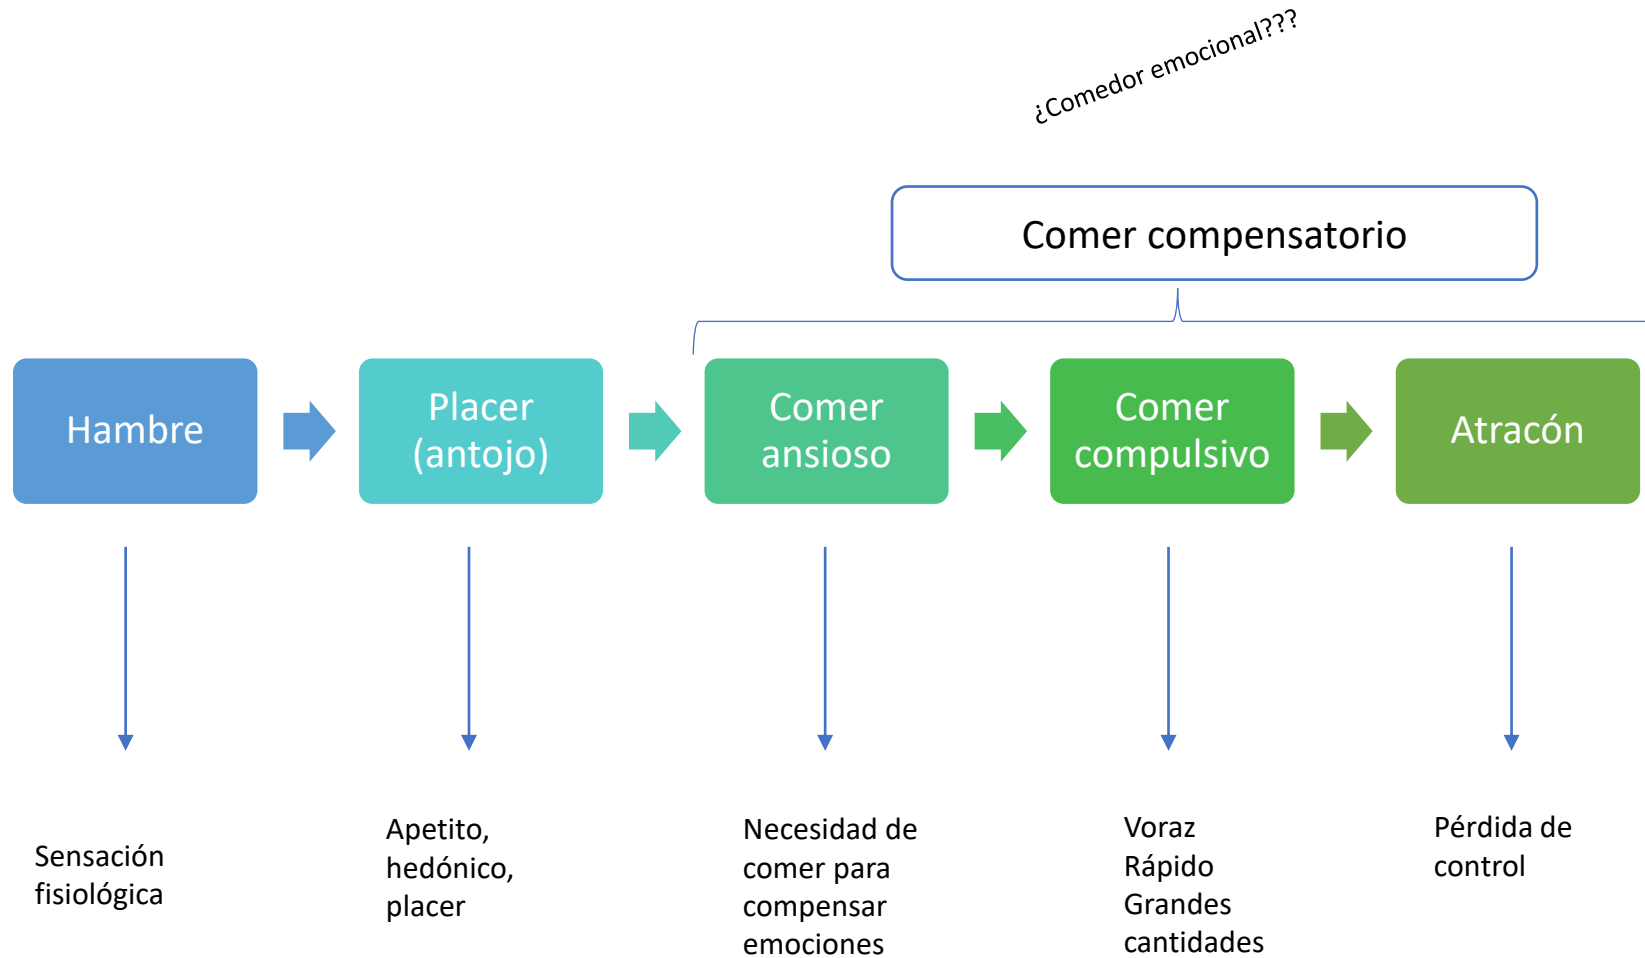 ¿Comedor emocional???
Comer compensatorio
Hambre
Placer
(antojo)
Comer
ansioso
Comer
compulsivo
Atracón
Sensación
fisiológica
Apetito,
hedónico,
placer
Necesidad de
comer para
compensar
emociones
Voraz
Rápido
Grandes
cantidades
Pérdida de
control